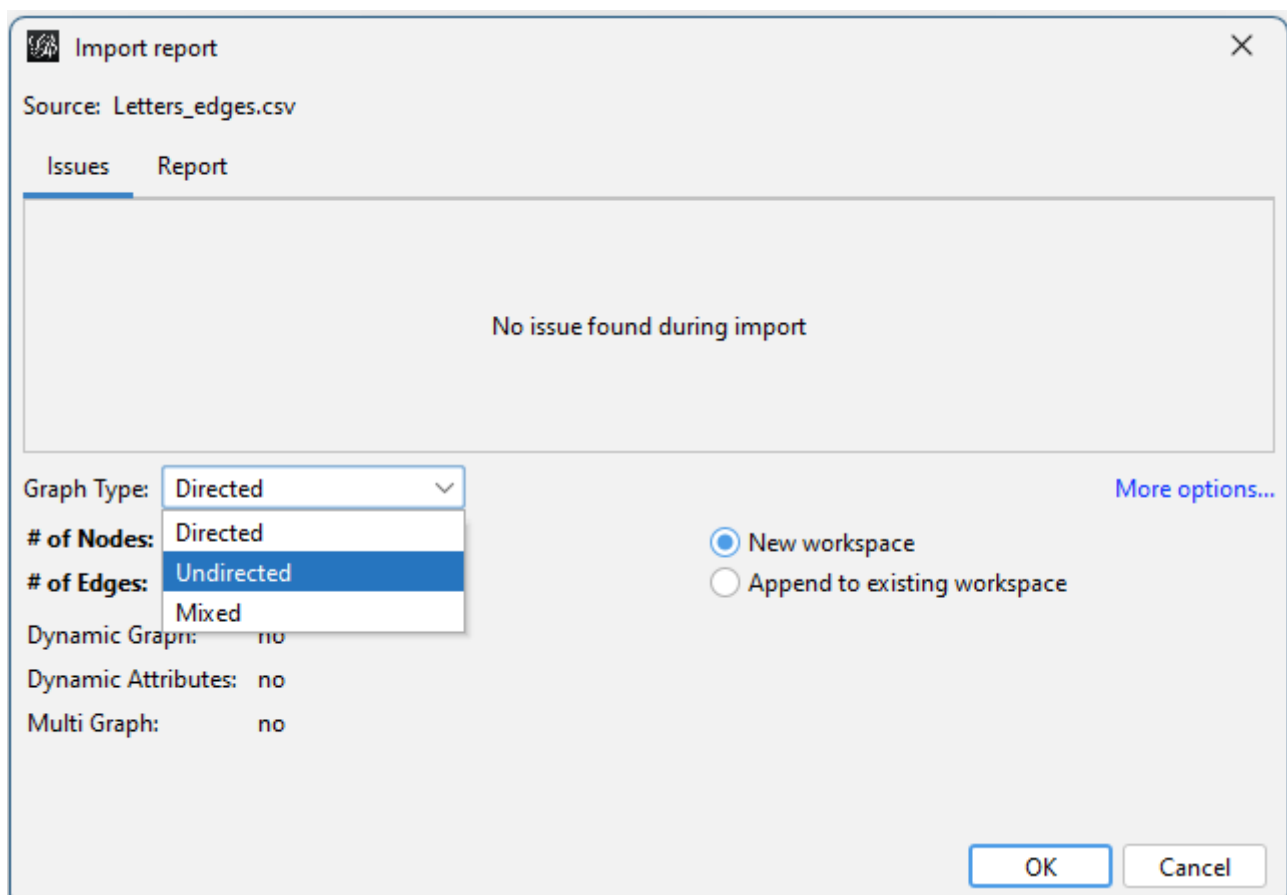 Import report
Source: Letters_edges.csv
Issues Report
No issue found during import
Graph Type: Directed More options...
Directed
# of Nodes: New workspace
Undirected
# of Edges: Append to existing workspace
Mixed
Dynamic Graph: no
Dynamic Attributes: no
Multi Graph: no
OK Cancel